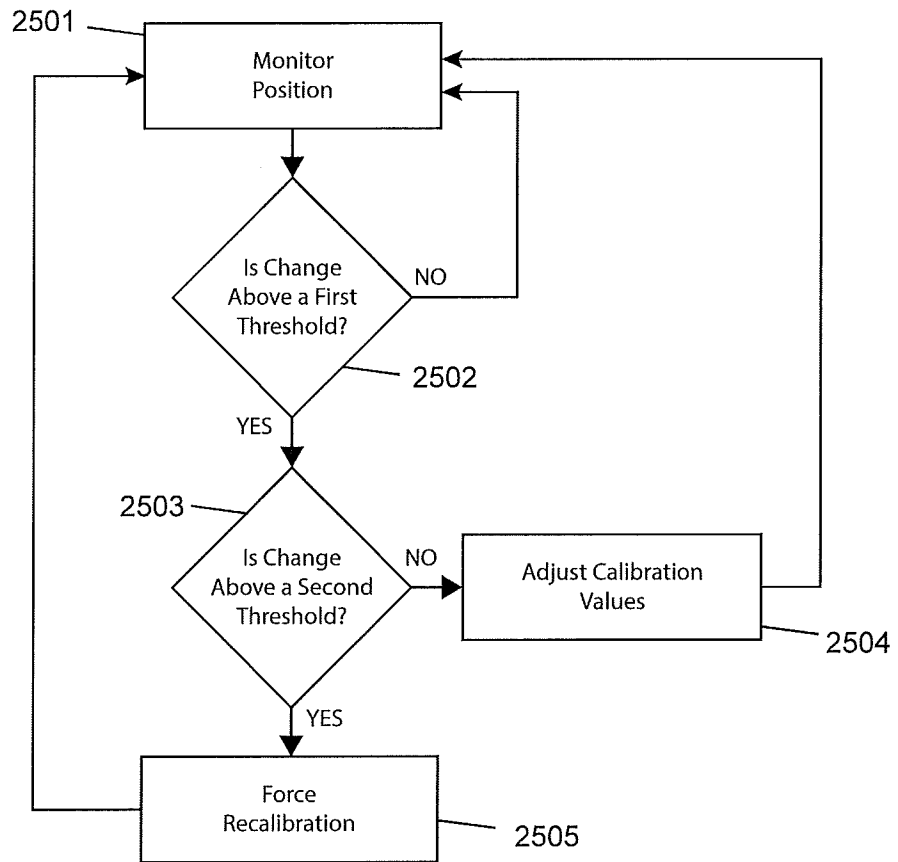 2501
Monitor
Position
Is Change
Above a First
Threshold?
NO
2502
YES
2503
Is Change
Above a Second
Threshold?
NO
Adjust Calibration
Values
2504
YES
Force
Recalibration
2505